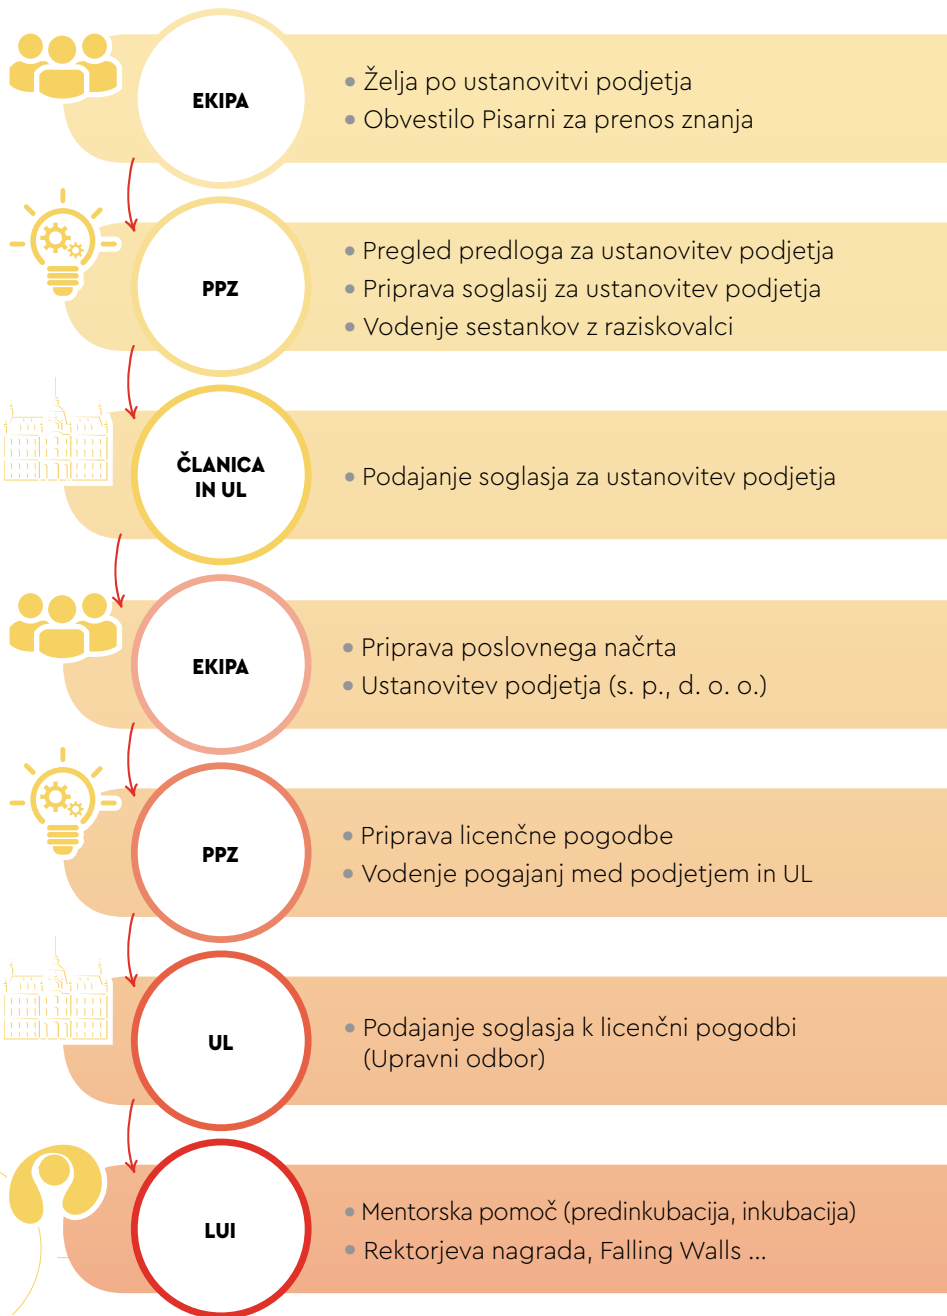 EKIPA
• Želja po ustanovitvi podjetja
• Obvestilo Pisarni za prenos znanja
PPZ
• Pregled predloga za ustanovitev podjetja
• Priprava soglasij za ustanovitev podjetja
• Vodenje sestankov z raziskovalci
ČLANICA
IN UL
• Podajanje soglasja za ustanovitev podjetja
EKIPA
• Priprava poslovnega načrta
• Ustanovitev podjetja (s. p., d. o. o.)
PPZ
• Priprava licenčne pogodbe
• Vodenje pogajanj med podjetjem in UL
UL
• Podajanje soglasja k licenčni pogodbi
(Upravni odbor)
LUI
• Mentorska pomoč (predinkubacija, inkubacija)
• Rektorjeva nagrada, Falling Walls ...